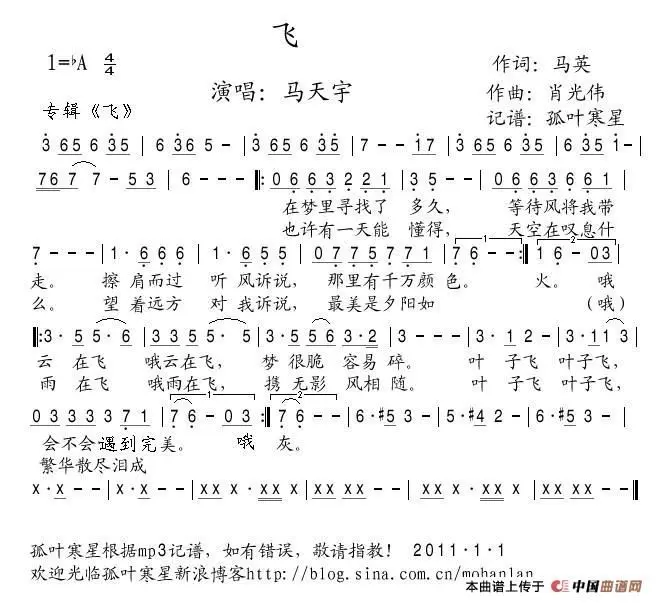 飞
1=♭A 4/4
作词：马英
演唱：马天宇
作曲：肖光伟
专辑《飞》
记谱：孤叶寒星
3 65 6 35 | 6 36 5 - | 3 65 6 35 | 7 - - 17 | 3 65 6 35 | 6 35 1 - |
76 7 7 - 5 3 | 6 - - - |: 0 6 6 3 2 2 1 | 3 5 - - | 0 6 6 3 6 6 1 |
在梦里寻找了 多久， 等待风将我带
也许有一天能 懂得， 天空在叹息什
7 - - - | 1· 6 6 6 | 1· 6 5 5 | 0 7 7 5 7 7 1 | 7 6 - - :| 1 6 - 0 3 |
走。 擦 肩而过 听 风诉说， 那里有千万颜 色。 火。 哦
么。 望 着远方 对 我诉说， 最美是夕阳如 （哦）
|: 3· 5 5· 6 | 3 3 5 5· 5 | 3· 5 5 6 3·2 | 3 - - - | 3· 1 2 - | 3· 1 1 3 |
云 在飞 哦云在飞， 梦 很脆 容易 碎。 叶 子飞 叶子飞，
雨 在飞 哦雨在飞， 携 无影 风相 随。 叶 子飞 叶子飞，
0 3 3 3 3 7 1 | 7 6 - 0 3 :| 7 6 - - | 6·#5 3 - | 5·#4 2 - | 6·#5 3 - |
会不会遇到完美。 哦 灰。
繁华散尽泪成
x·x - - | x x x x - - | x·x - - | x x x x - - | x·x - - | x x x x - - ‖
孤叶寒星根据mp3记谱，如有错误，敬请指教！ 2011·1·1
欢迎光临孤叶寒星新浪博客http://blog.sina.com.cn/mohanlan
本曲谱上传于 中国曲谱网